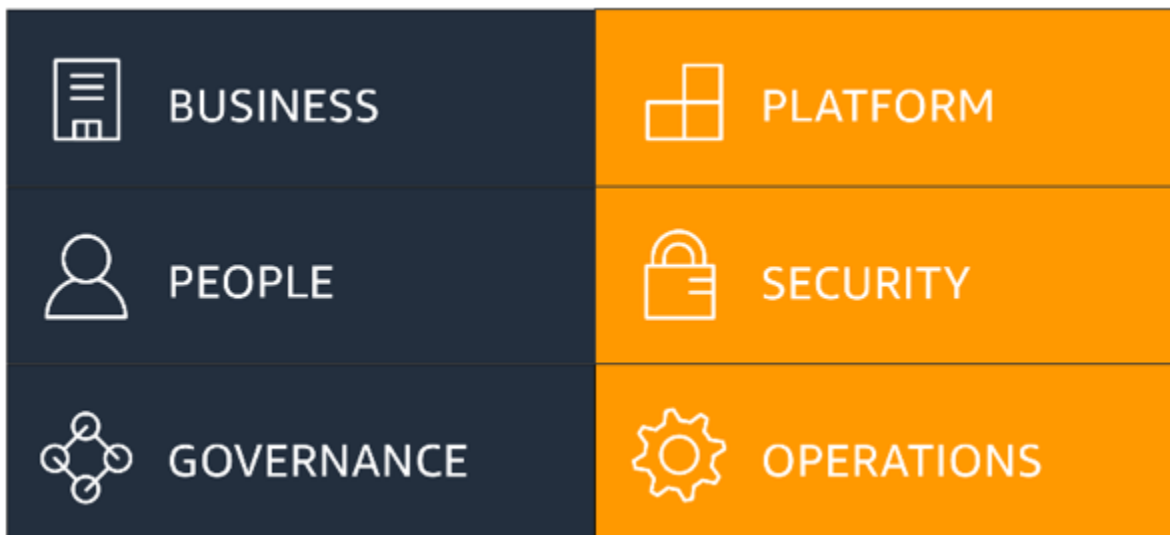 BUSINESS
PLATFORM
PEOPLE
SECURITY
GOVERNANCE
OPERATIONS